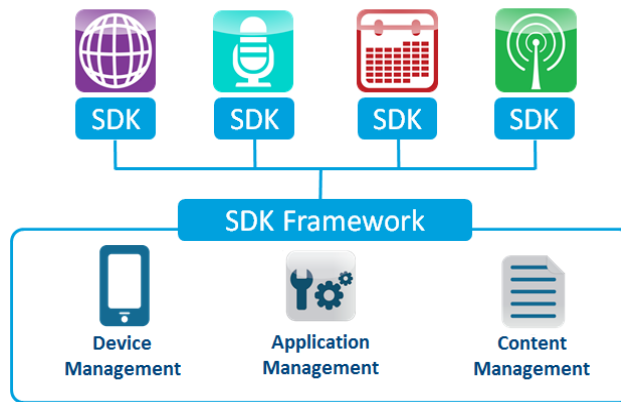 SDK
SDK
SDK
SDK
SDK Framework
Device
Management
Application
Management
Content
Management